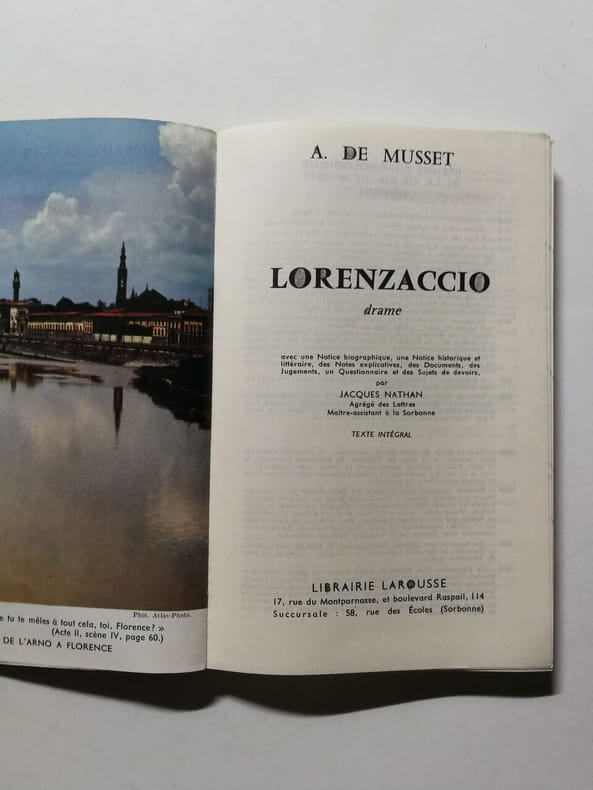 Phot. Atlas-Photo.
e tu te mêles à tout cela, toi, Florence? »
(Acte II, scène IV, page 60.)
DE L'ARNO A FLORENCE
A. DE MUSSET
LORENZACCIO
drame
avec une Notice biographique, une Notice historique et
littéraire, des Notes explicatives, des Documents, des
Jugements, un Questionnaire et des Sujets de devoirs,
par
JACQUES NATHAN
Agrégé des Lettres
Maître-assistant à la Sorbonne
TEXTE INTÉGRAL
LIBRAIRIE LAROUSSE
17, rue du Montparnasse, et boulevard Raspail, 114
Succursale : 58, rue des Écoles (Sorbonne)